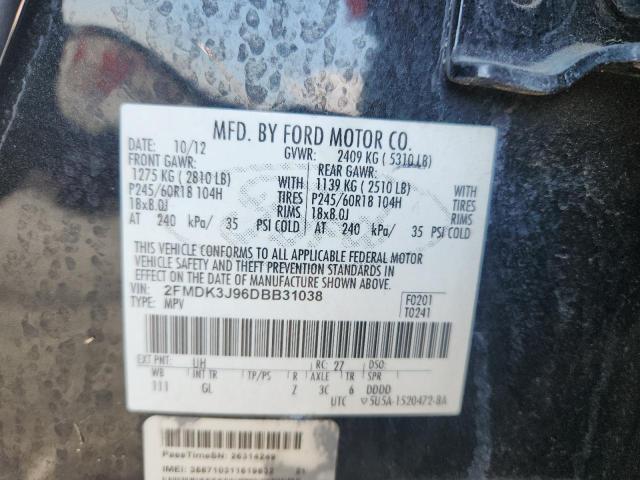 MFD. BY FORD MOTOR CO.
DATE: 10/12 GVWR: 2409 KG ( 5310 LB)
FRONT GAWR: REAR GAWR:
1275 KG ( 2810 LB) WITH 1139 KG ( 2510 LB) WITH
P245/60R18 104H TIRES P245/60R18 104H TIRES
18x8.0J RIMS 18x8.0J RIMS
AT 240 kPa/ 35 PSI COLD AT 240 kPa/ 35 PSI COLD
THIS VEHICLE CONFORMS TO ALL APPLICABLE FEDERAL MOTOR
VEHICLE SAFETY AND THEFT PREVENTION STANDARDS IN
EFFECT ON THE DATE OF MANUFACTURE SHOWN ABOVE.
VIN: 2FMDK3J96DBB31038 F0201
TYPE: MPV T0241
EXT PNT: UH RC: 27 DSO:
WB INT TR TP/PS R AXLE TR SPR
111 GL Z 3C 6 DDDD
UTC 5U5A-1520472-8A
PassTimeSN: 26314249